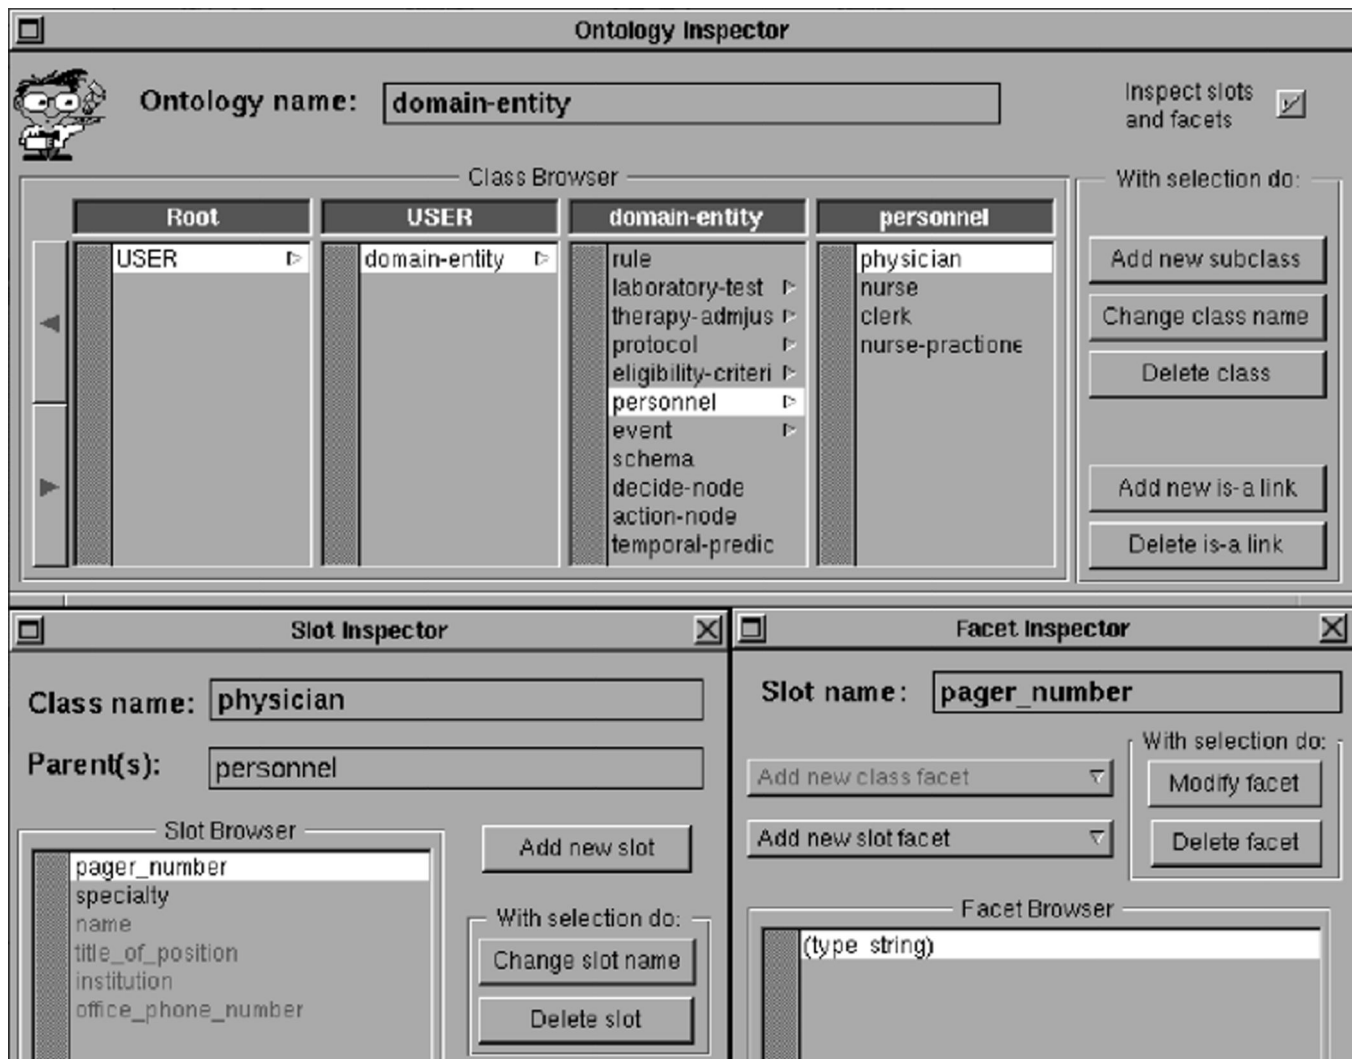 Ontology Inspector
Ontology name: domain-entity
Inspect slots
and facets
Class Browser
With selection do:
Root
USER
USER
domain-entity
domain-entity
rule
laboratory-test
therapy-admjus
protocol
eligibility-criteri
personnel
event
schema
decide-node
action-node
temporal-predic
personnel
physician
nurse
clerk
nurse-practione
Add new subclass
Change class name
Delete class
Add new is-a link
Delete is-a link
Slot Inspector
Class name: physician
Parent(s): personnel
Slot Browser
pager_number
specialty
name
title_of_position
institution
office_phone_number
Add new slot
With selection do:
Change slot name
Delete slot
Facet Inspector
Slot name: pager_number
Add new class facet
Add new slot facet
With selection do:
Modify facet
Delete facet
Facet Browser
(type string)